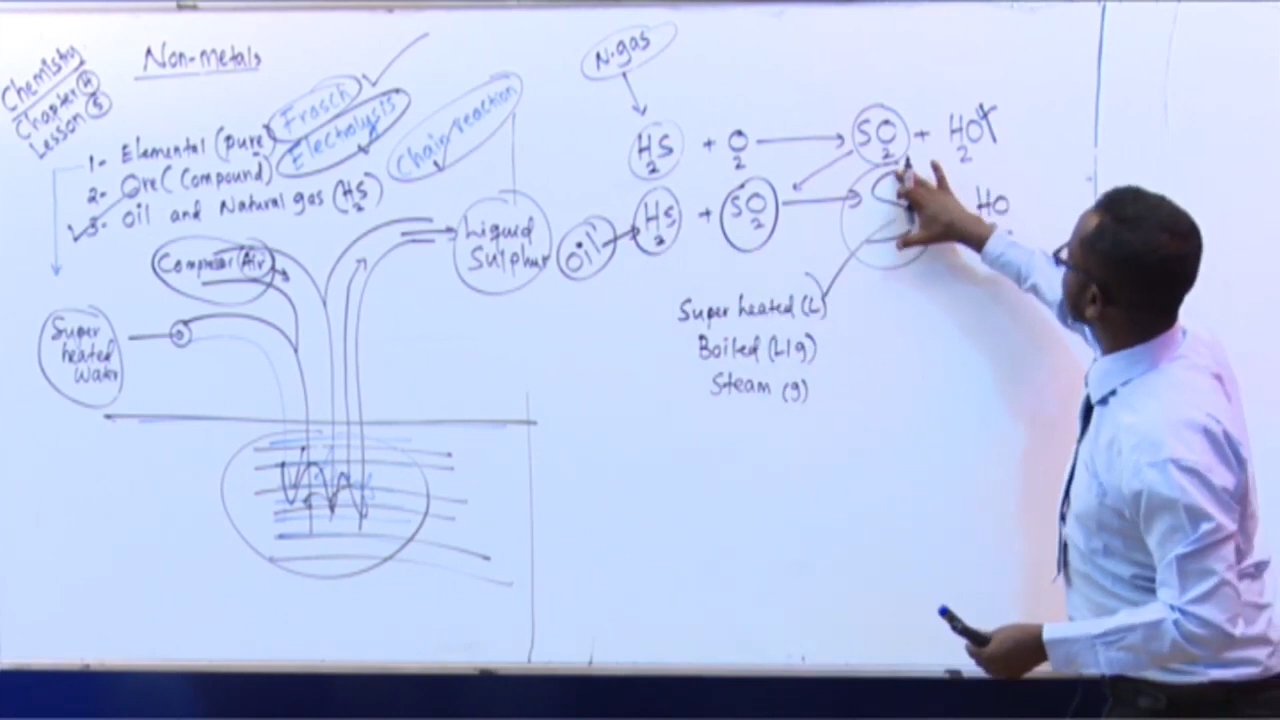 Chemistry
Chapter 4
Lesson 5
Non-metals
1- Elemental (pure) Frasch
2- Ore (Compound) Electrolysis
3- Oil and Natural gas (H2S) Chain reaction
Compressor Air
Super heated Water
Liquid Sulphur
N.gas
H2S + O2 → SO2 + H2O
Oil → H2S + SO2 → S H2O
Super heated (L)
Boiled (L/g)
Steam (g)